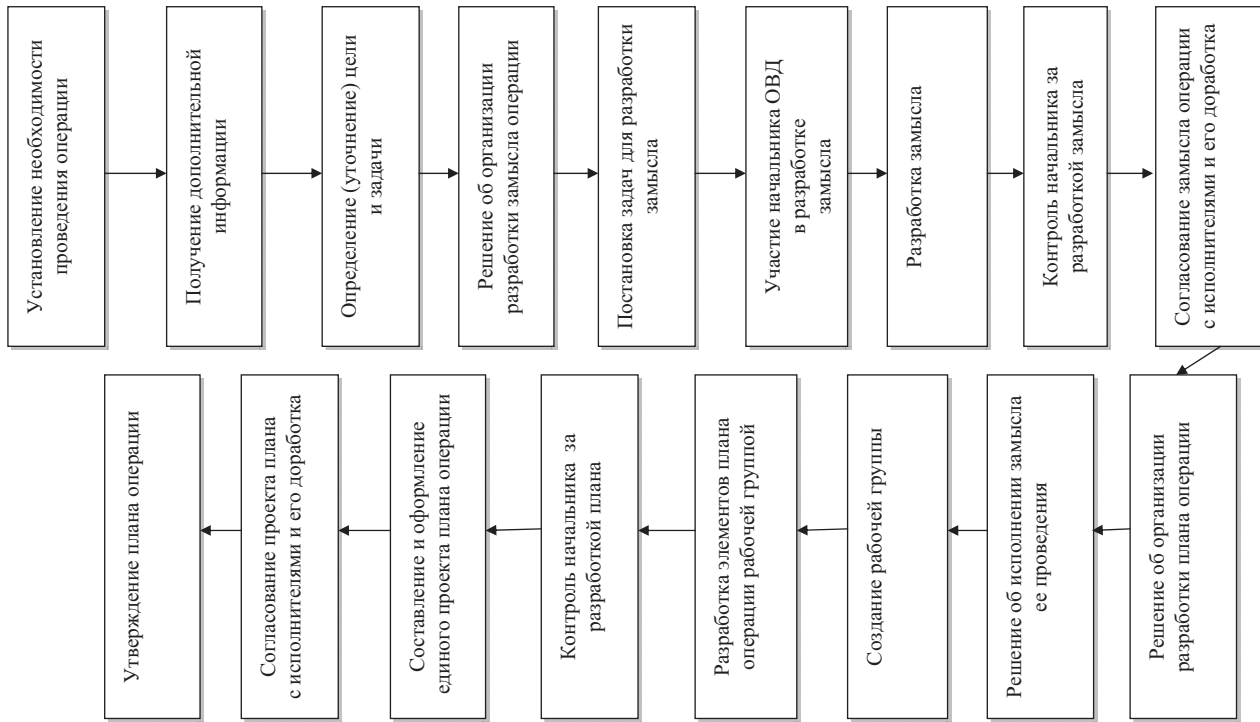 Установление необходимости
проведения операции
Получение дополнительной
информации
Определение (уточнение) цели
и задачи
Решение об организации
разработки замысла операции
Постановка задач для разработки
замысла
Участие начальника ОВД
в разработке
замысла
Разработка замысла
Контроль начальника за
разработкой замысла
Согласование замысла операции
с исполнителями и его доработка
Решение об организации
разработки плана операции
Решение об исполнении замысла
ее проведения
Создание рабочей группы
Разработка элементов плана
операции рабочей группой
Контроль начальника за
разработкой плана
Составление и оформление
единого проекта плана операции
Согласование проекта плана
с исполнителями и его доработка
Утверждение плана операции